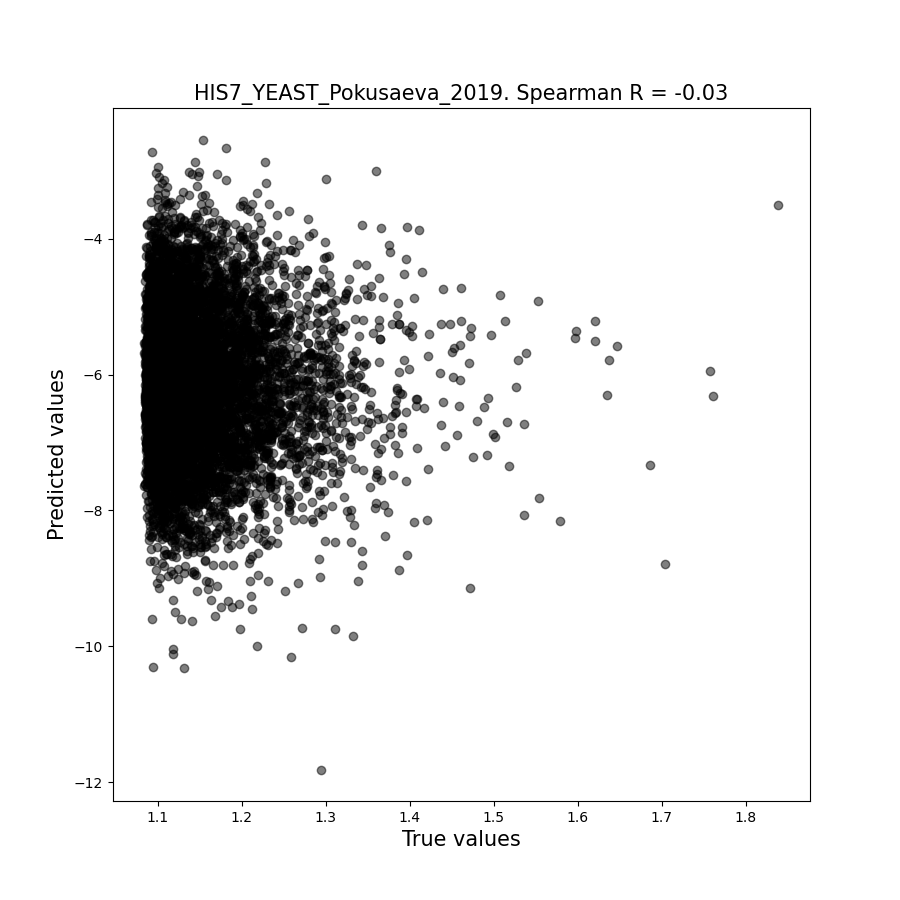 HIS7_YEAST_Pokusaeva_2019. Spearman R = -0.03
Predicted values
−4
−6
−8
−10
−12
1.1 1.2 1.3 1.4 1.5 1.6 1.7 1.8
True values